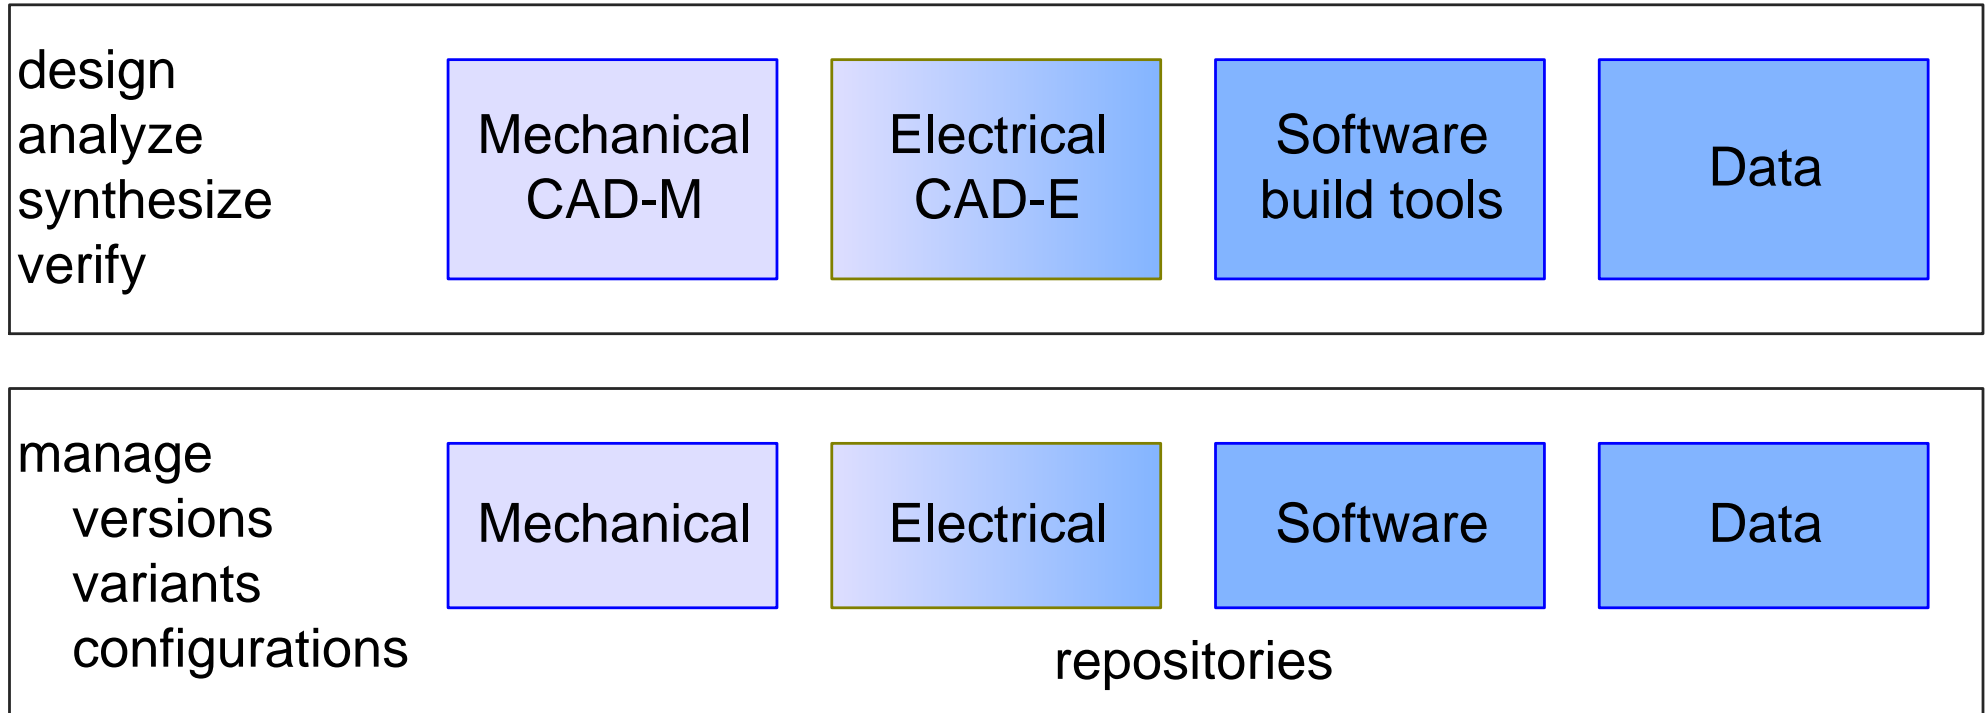 design
analyze
synthesize
verify
Mechanical
CAD-M
Electrical
CAD-E
Software
build tools
Data
manage
versions
variants
configurations
Mechanical
Electrical
Software
Data
repositories